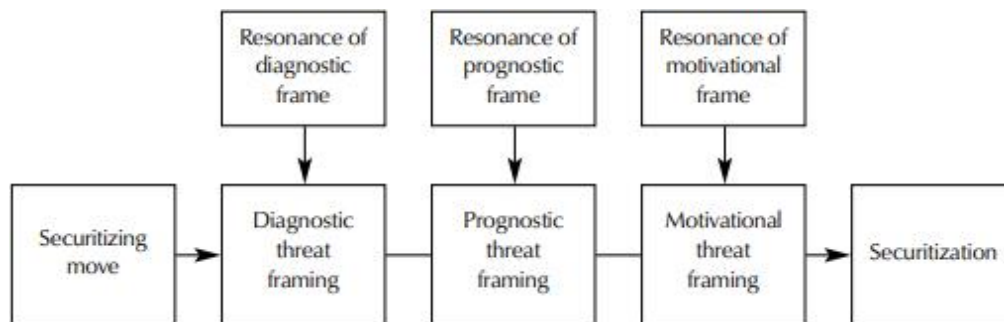 Resonance of
diagnostic
frame
Resonance of
prognostic
frame
Resonance of
motivational
frame
Securitizing
move
Diagnostic
threat
framing
Prognostic
threat
framing
Motivational
threat
framing
Securitization